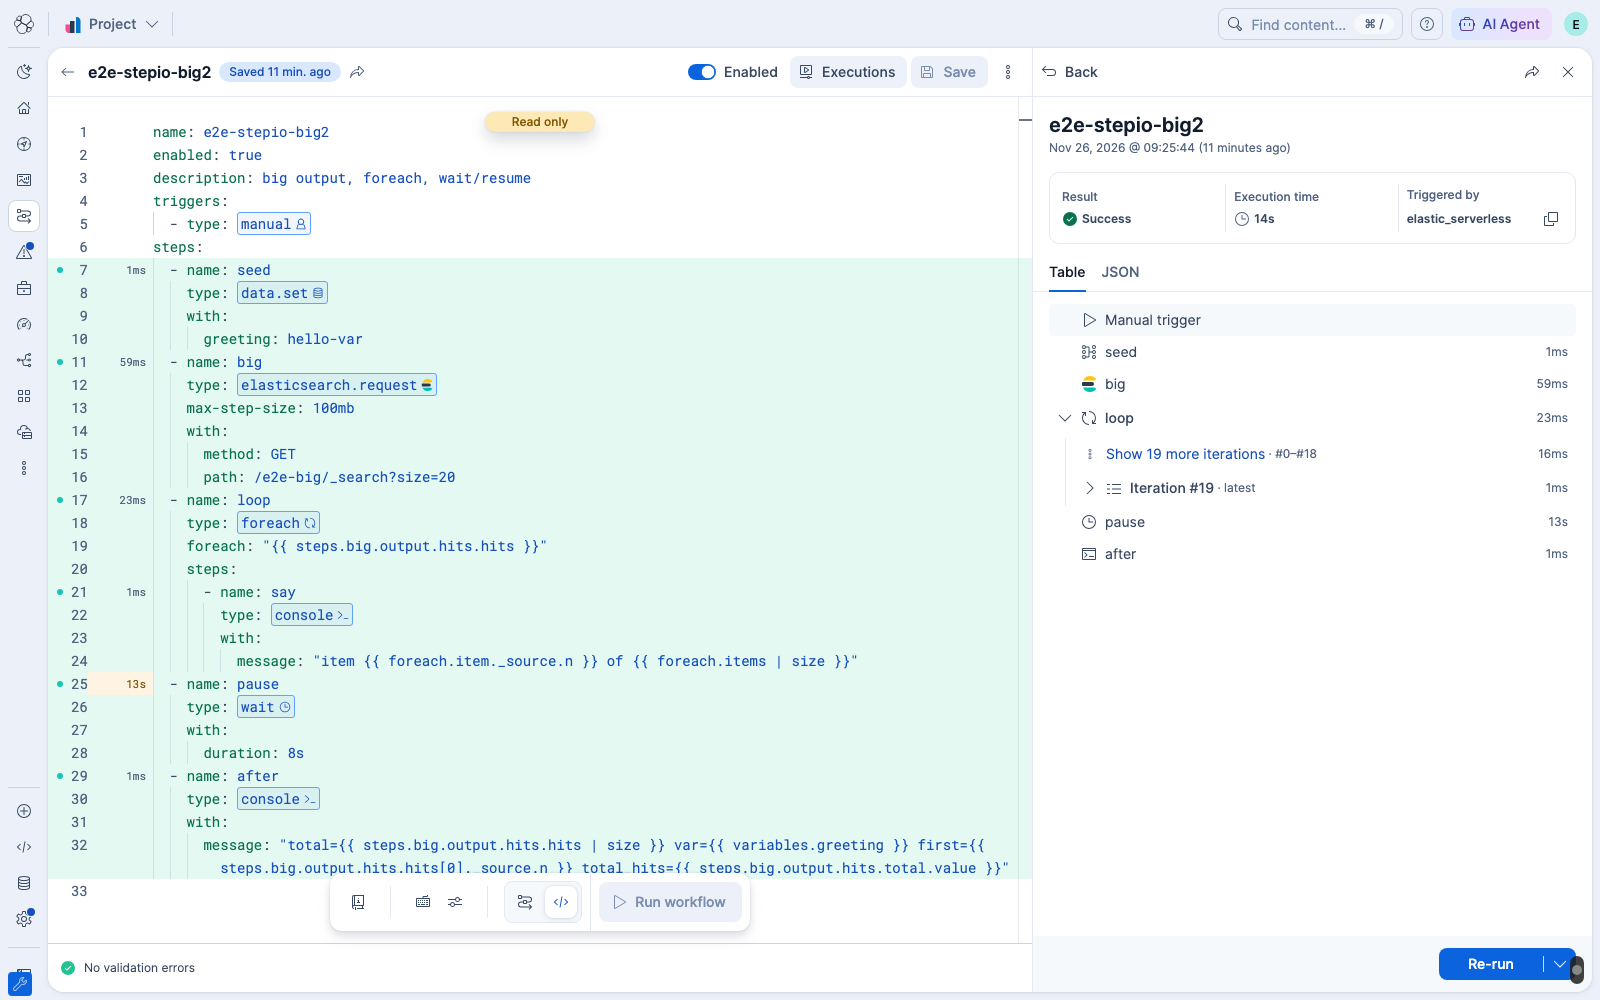 Project
Find content... ⌘ /
AI Agent
E
e2e-stepio-big2
Saved 11 min. ago
Enabled
Executions
Save
Read only
1 name: e2e-stepio-big2
2 enabled: true
3 description: big output, foreach, wait/resume
4 triggers:
5 - type: manual
6 steps:
7 1ms - name: seed
8 type: data.set
9 with:
10 greeting: hello-var
11 59ms - name: big
12 type: elasticsearch.request
13 max-step-size: 100mb
14 with:
15 method: GET
16 path: /e2e-big/_search?size=20
17 23ms - name: loop
18 type: foreach
19 foreach: "{{ steps.big.output.hits.hits }}"
20 steps:
21 1ms - name: say
22 type: console
23 with:
24 message: "item {{ foreach.item._source.n }} of {{ foreach.items | size }}"
25 13s - name: pause
26 type: wait
27 with:
28 duration: 8s
29 1ms - name: after
30 type: console
31 with:
32 message: "total={{ steps.big.output.hits.hits | size }} var={{ variables.greeting }} first={{
steps.big.output.hits.hits[0]._source.n }} total_hits={{ steps.big.output.hits.total.value }}"
33
Run workflow
No validation errors
Back
e2e-stepio-big2
Nov 26, 2026 @ 09:25:44 (11 minutes ago)
Result
Success
Execution time
14s
Triggered by
elastic_serverless
Table JSON
Manual trigger
seed 1ms
big 59ms
loop 23ms
Show 19 more iterations · #0–#18 16ms
Iteration #19 · latest 1ms
pause 13s
after 1ms
Re-run